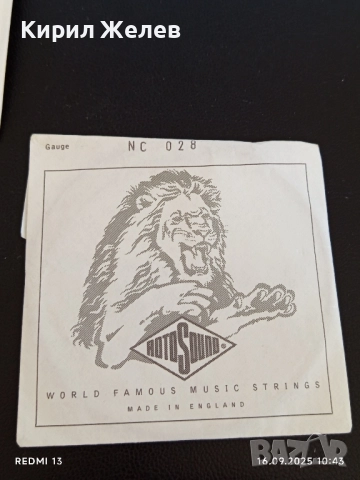 Кирил Желев
Gauge NC 028
ROTOSOUND
WORLD FAMOUS MUSIC STRINGS
MADE IN ENGLAND
BAZAR
REDMI 13
16.09.2025 10:43